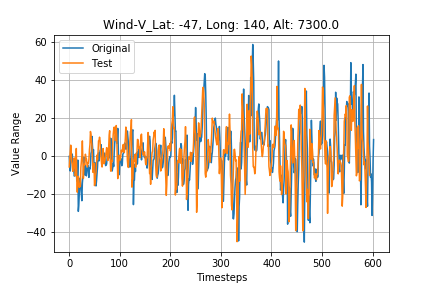 Wind-V_Lat: -47, Long: 140, Alt: 7300.0
Original
Test
60
40
20
0
−20
−40
Value Range
0 100 200 300 400 500 600
Timesteps